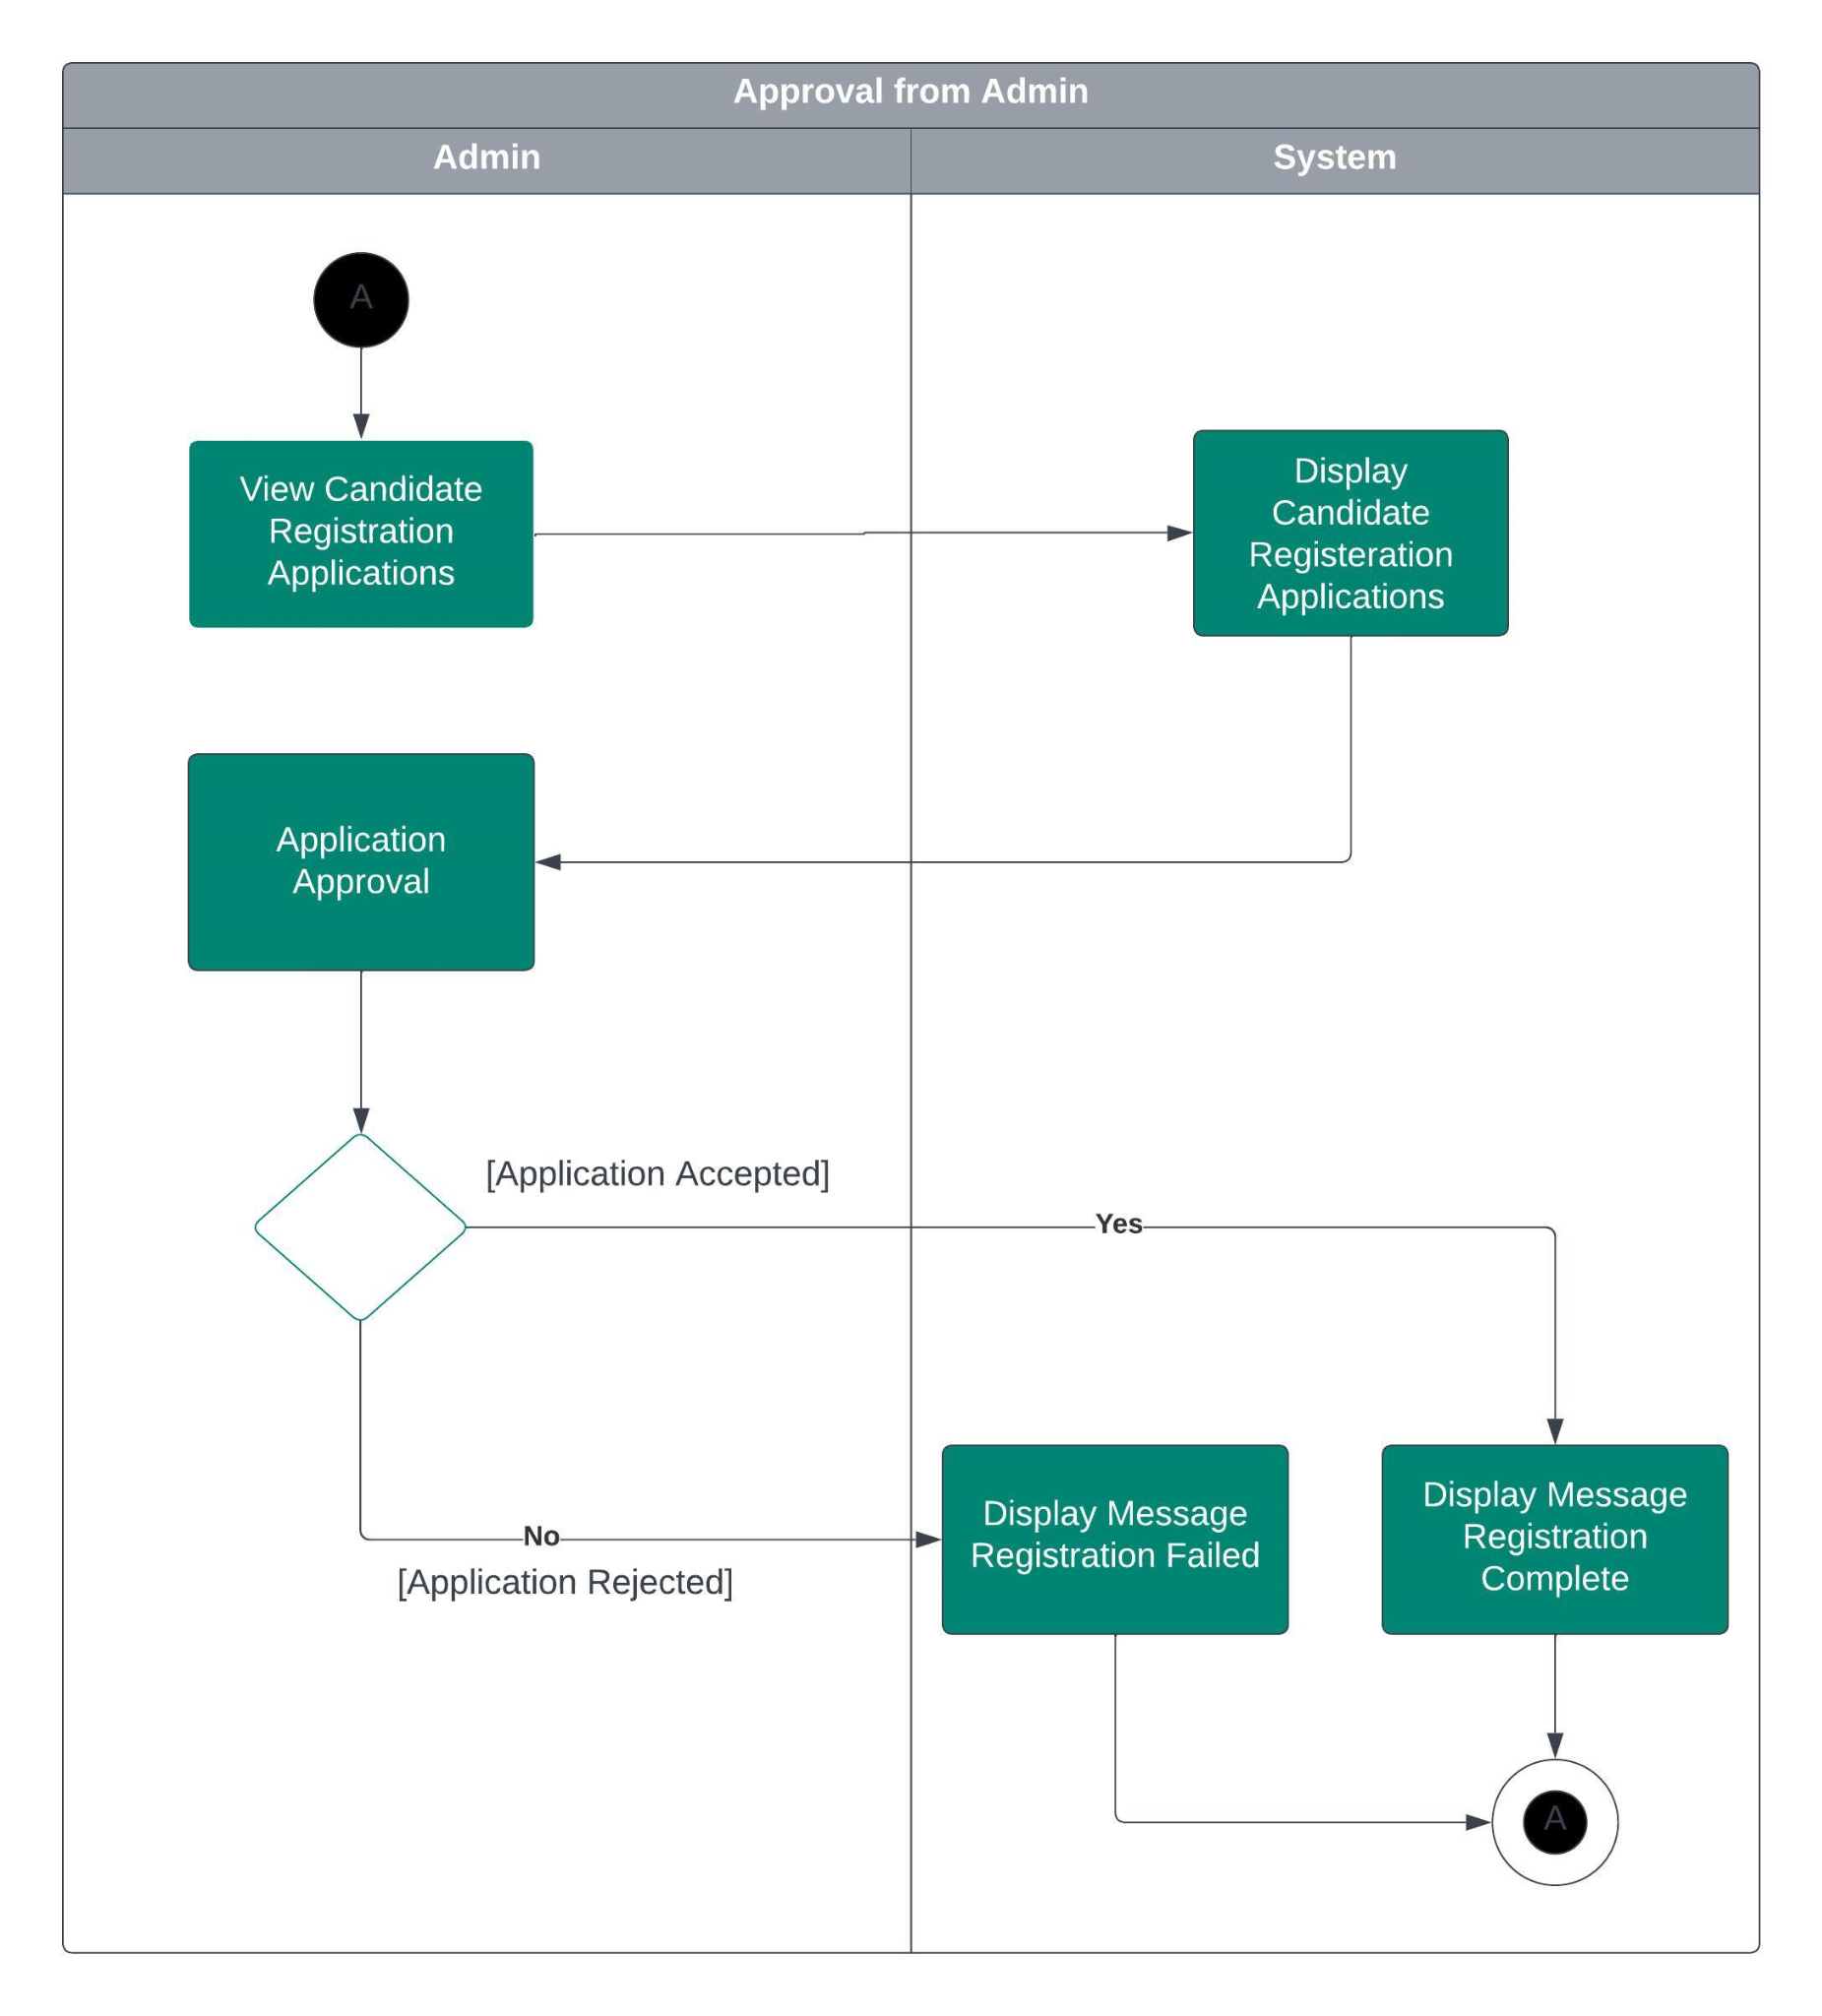 Approval from Admin
Admin
System
A
View Candidate
Registration
Applications
Display
Candidate
Registeration
Applications
Application
Approval
[Application Accepted]
Yes
No
[Application Rejected]
Display Message
Registration Failed
Display Message
Registration
Complete
A